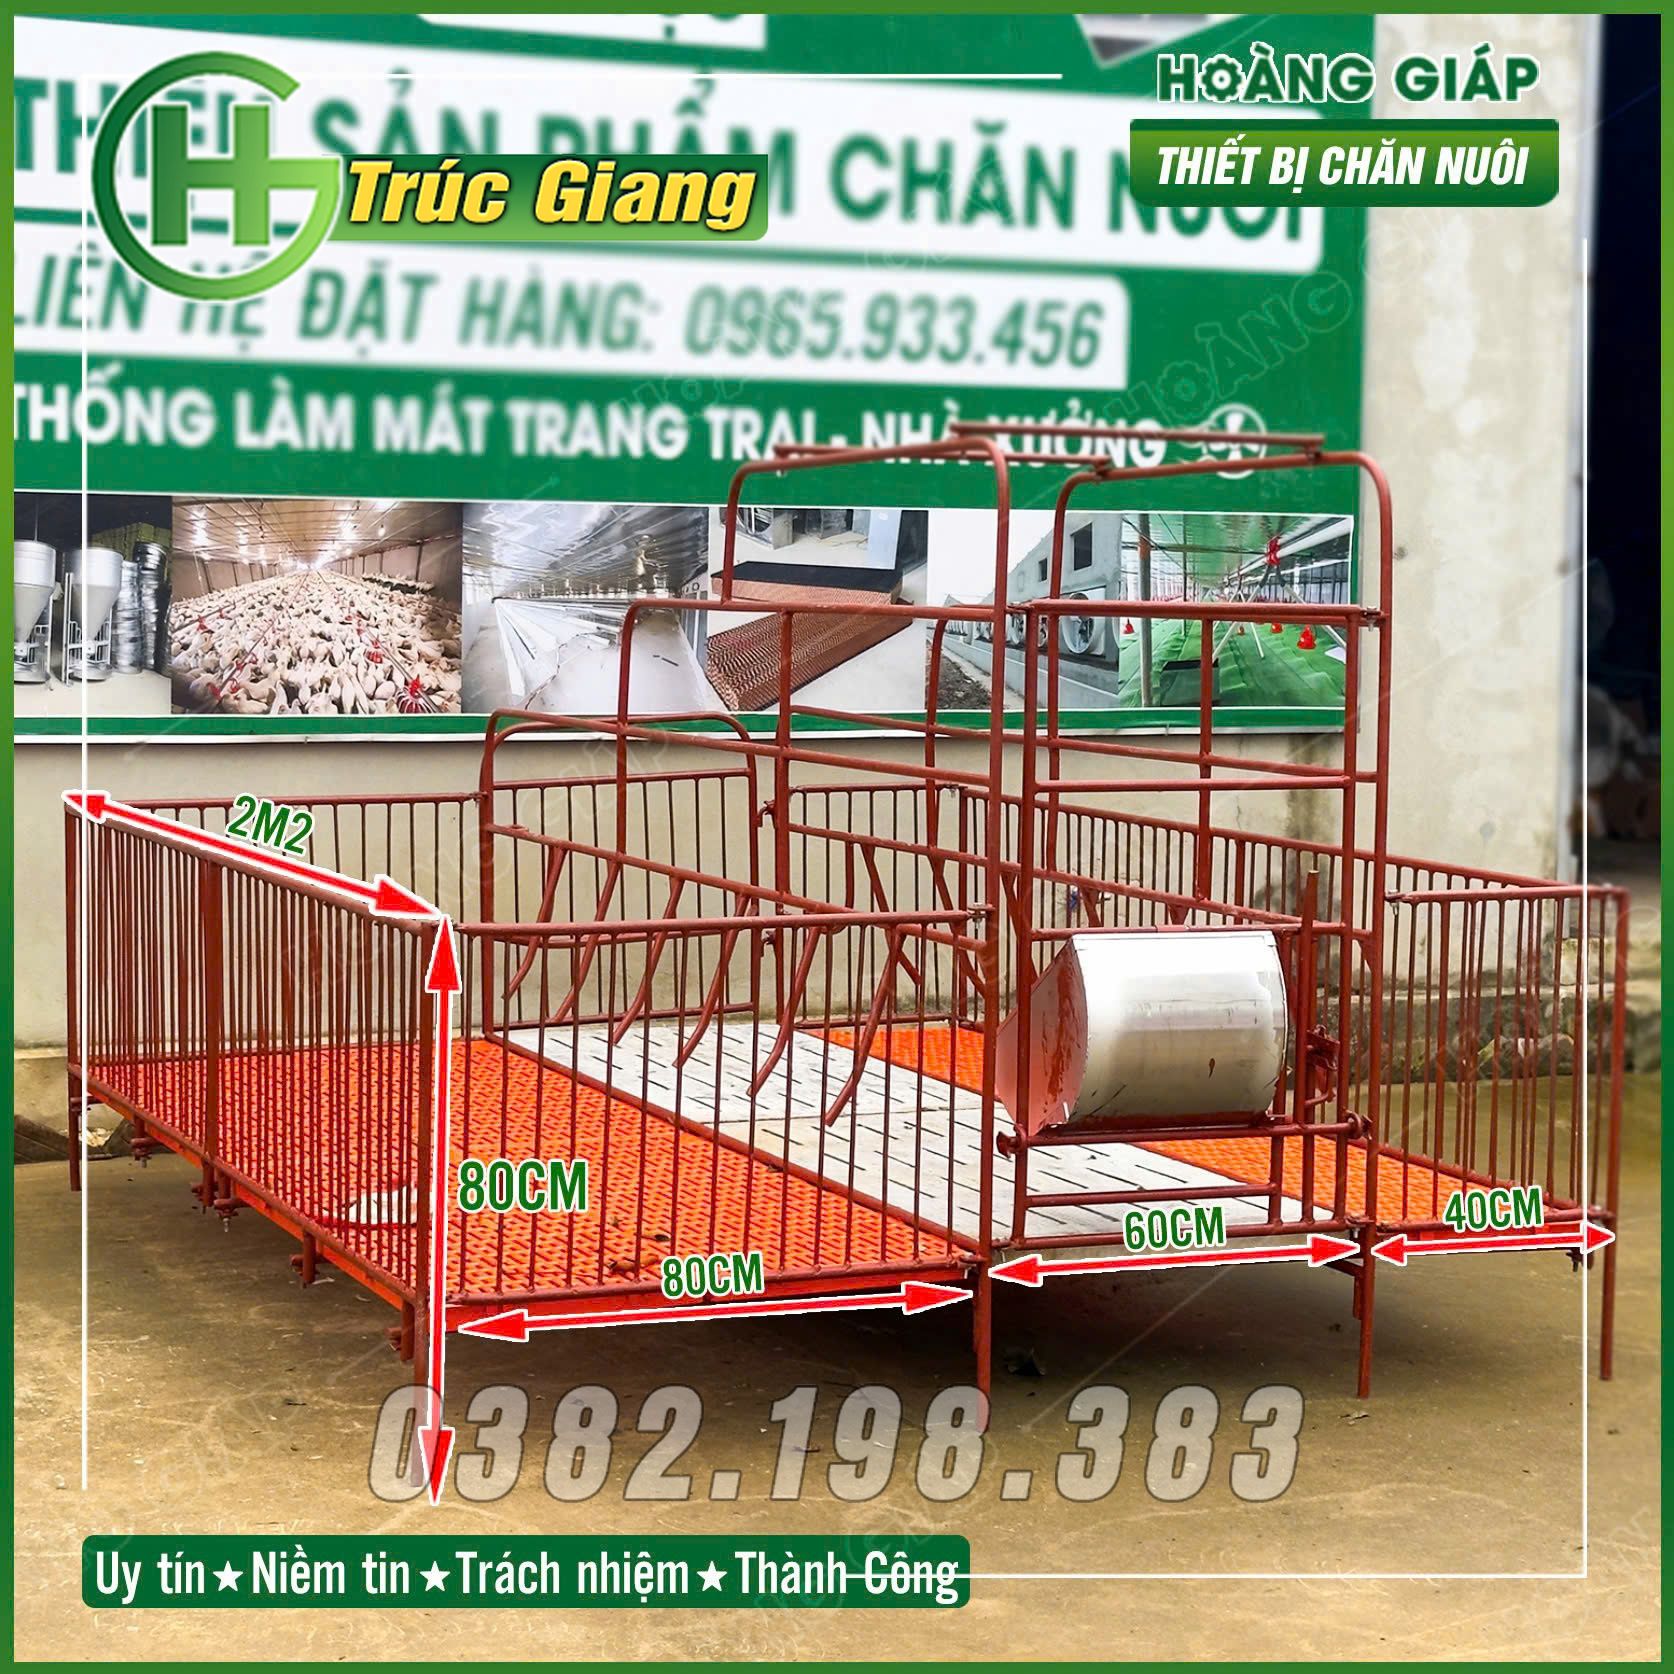 HOÀNG GIÁP
THIẾT BỊ CHĂN NUÔI
Trúc Giang
SẢN PHẨM CHĂN NUÔI
LIÊN HỆ ĐẶT HÀNG: 0965.933.456
THỐNG LÀM MÁT TRANG TRẠI - NHÀ XƯỞNG
2M2
80CM
80CM
60CM
40CM
0382.198.383
Uy tín★Niềm tin★Trách nhiệm★Thành Công